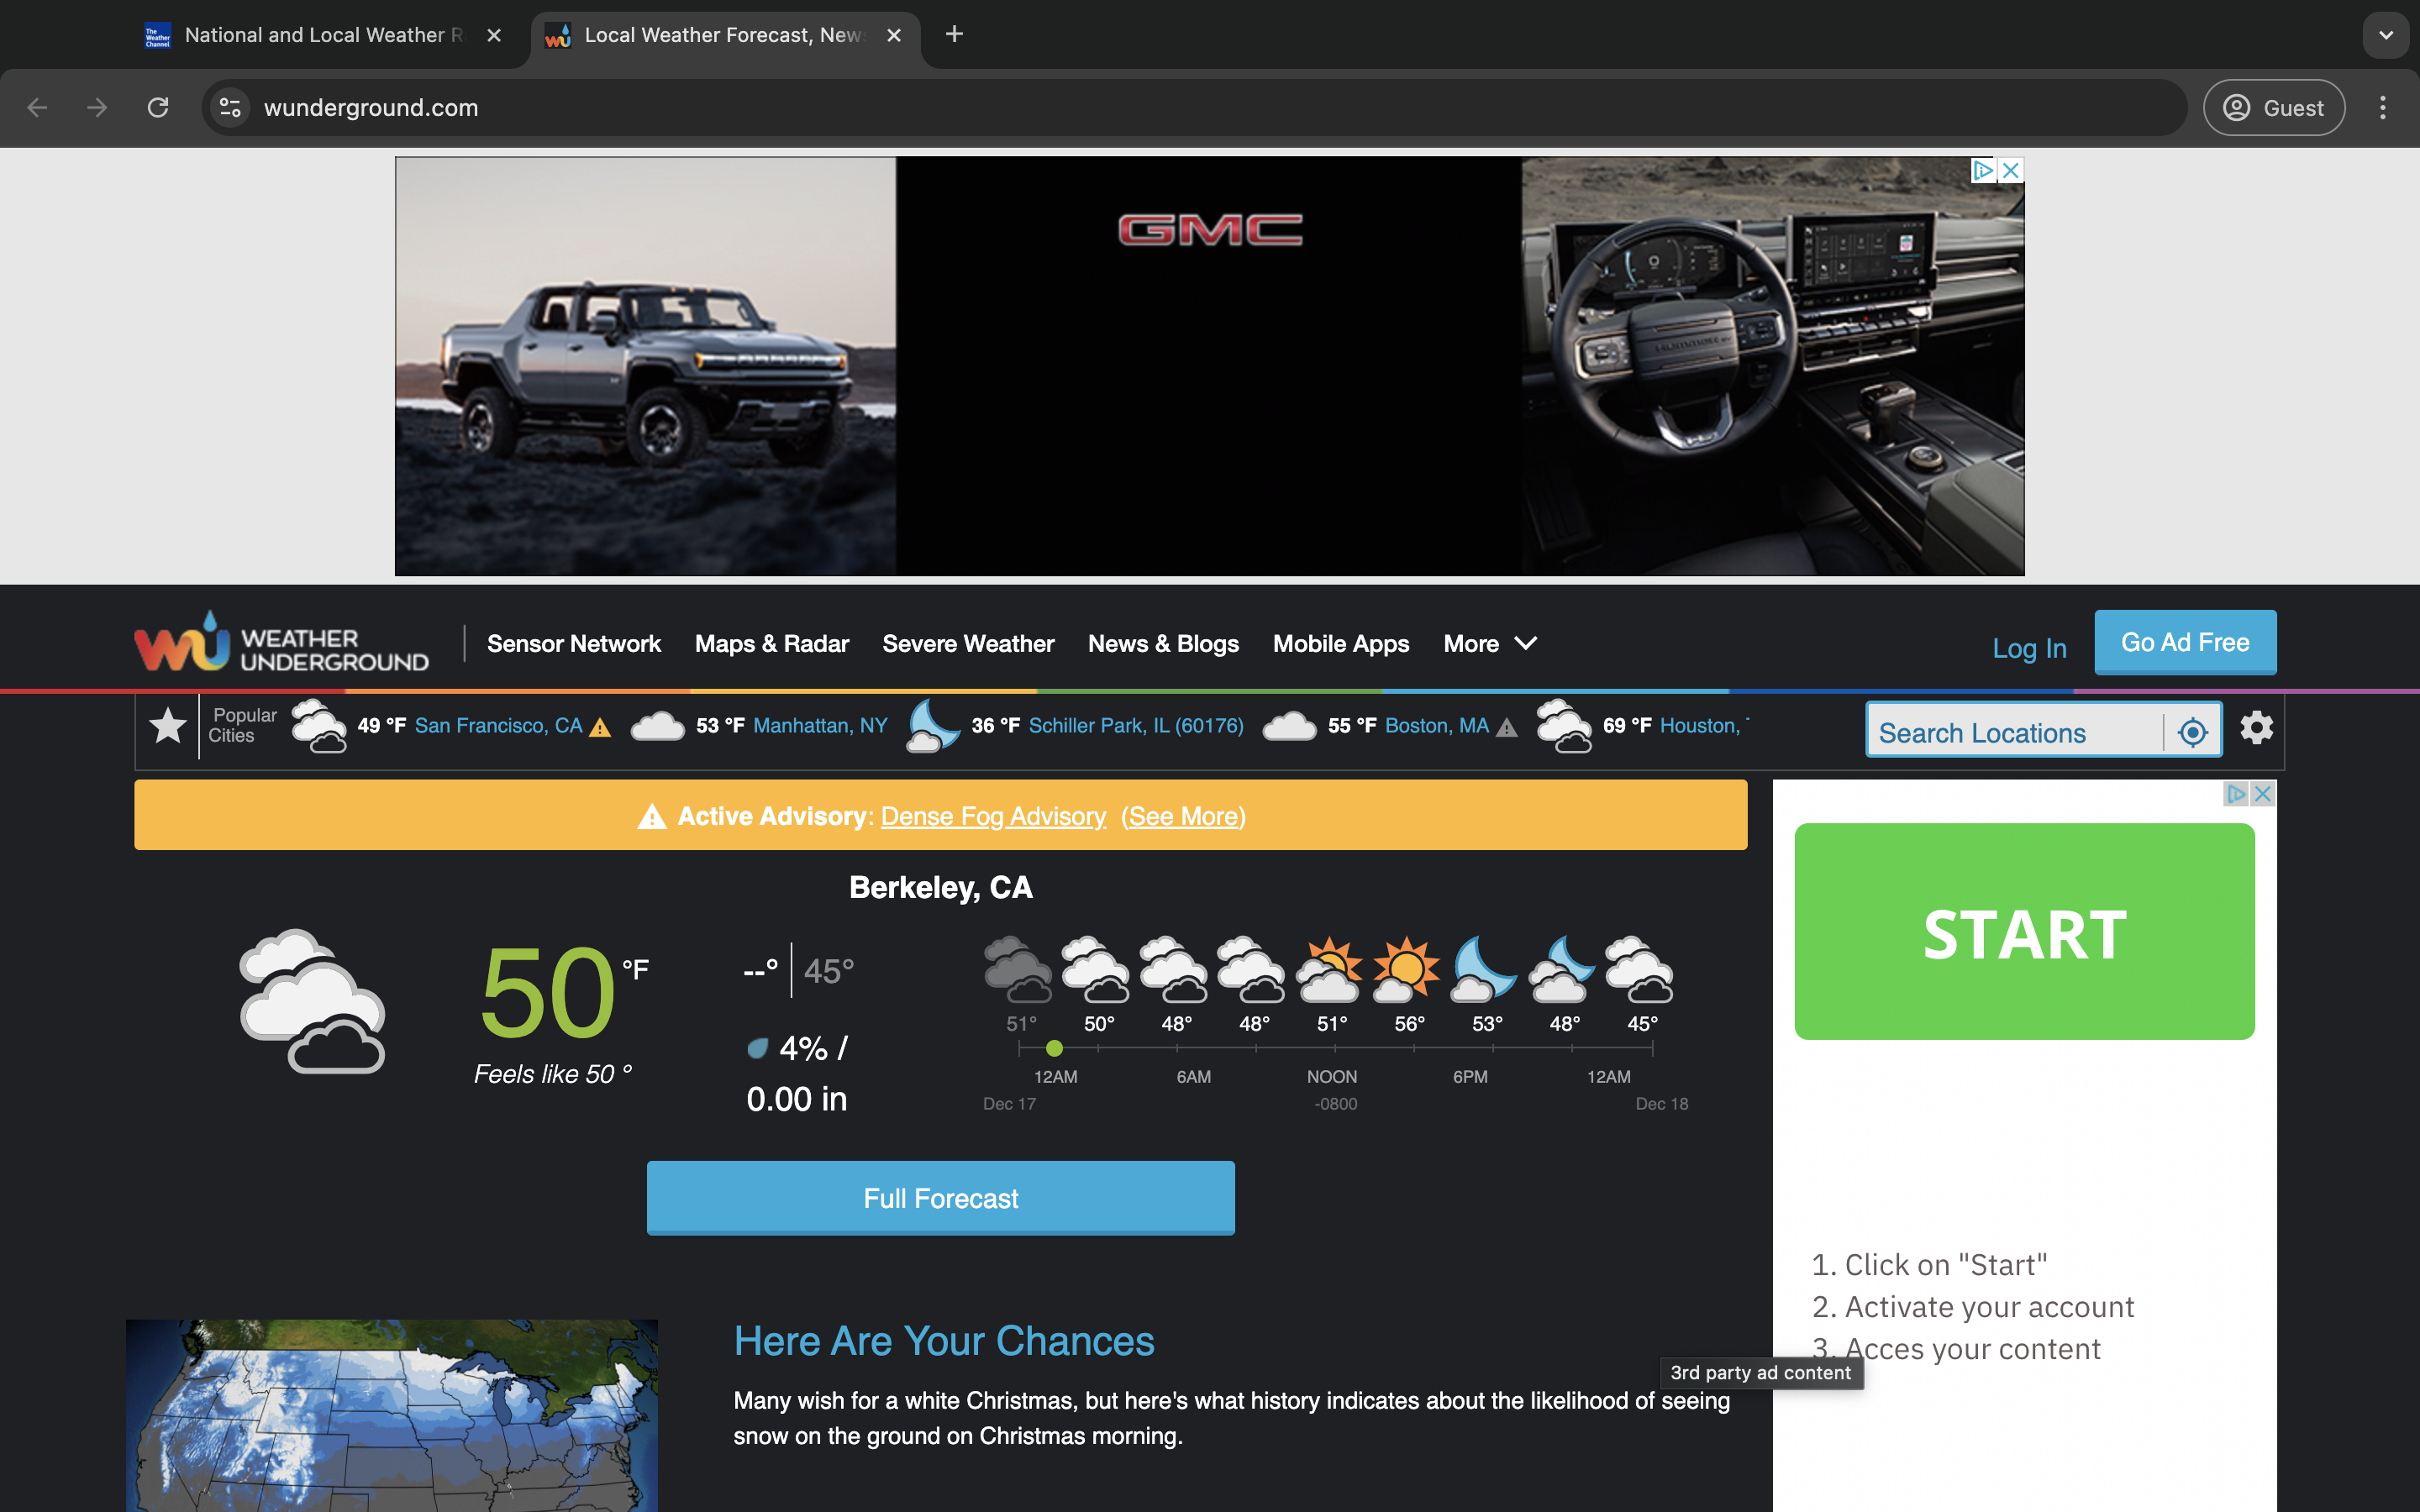 The Weather Channel
National and Local Weather R
Local Weather Forecast, News
wunderground.com
Guest
GMC
WEATHER UNDERGROUND
Sensor Network
Maps & Radar
Severe Weather
News & Blogs
Mobile Apps
More
Log In
Go Ad Free
Popular Cities
49 °F San Francisco, CA
53 °F Manhattan, NY
36 °F Schiller Park, IL (60176)
55 °F Boston, MA
69 °F Houston,
Search Locations
Active Advisory: Dense Fog Advisory (See More)
Berkeley, CA
50 °F
Feels like 50 °
--° | 45°
4% /
0.00 in
51° 50° 48° 48° 51° 56° 53° 48° 45°
12AM 6AM NOON 6PM 12AM
Dec 17 -0800 Dec 18
Full Forecast
START
1. Click on "Start"
2. Activate your account
3. Acces your content
3rd party ad content
Here Are Your Chances
Many wish for a white Christmas, but here's what history indicates about the likelihood of seeing
snow on the ground on Christmas morning.